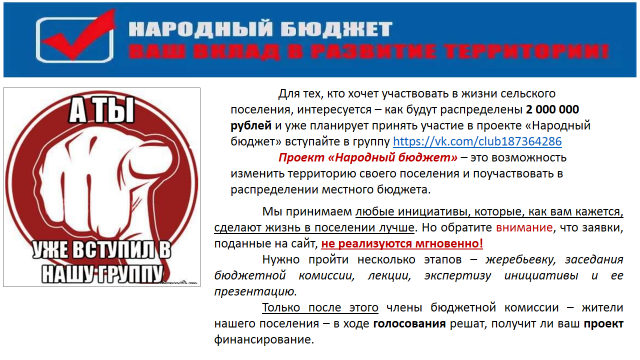 НАРОДНЫЙ БЮДЖЕТ
ВАШ ВКЛАД В РАЗВИТИЕ ТЕРРИТОРИИ!
А ТЫ
УЖЕ ВСТУПИЛ В
НАШУ ГРУППУ
Для тех, кто хочет участвовать в жизни сельского
поселения, интересуется – как будут распределены 2 000 000
рублей и уже планирует принять участие в проекте «Народный
бюджет» вступайте в группу https://vk.com/club187364286
Проект «Народный бюджет» – это возможность
изменить территорию своего поселения и поучаствовать в
распределении местного бюджета.
Мы принимаем любые инициативы, которые, как вам кажется,
сделают жизнь в поселении лучше. Но обратите внимание, что заявки,
поданные на сайт, не реализуются мгновенно!
Нужно пройти несколько этапов – жеребьевку, заседания
бюджетной комиссии, лекции, экспертизу инициативы и ее
презентацию.
Только после этого члены бюджетной комиссии – жители
нашего поселения – в ходе голосования решат, получит ли ваш проект
финансирование.